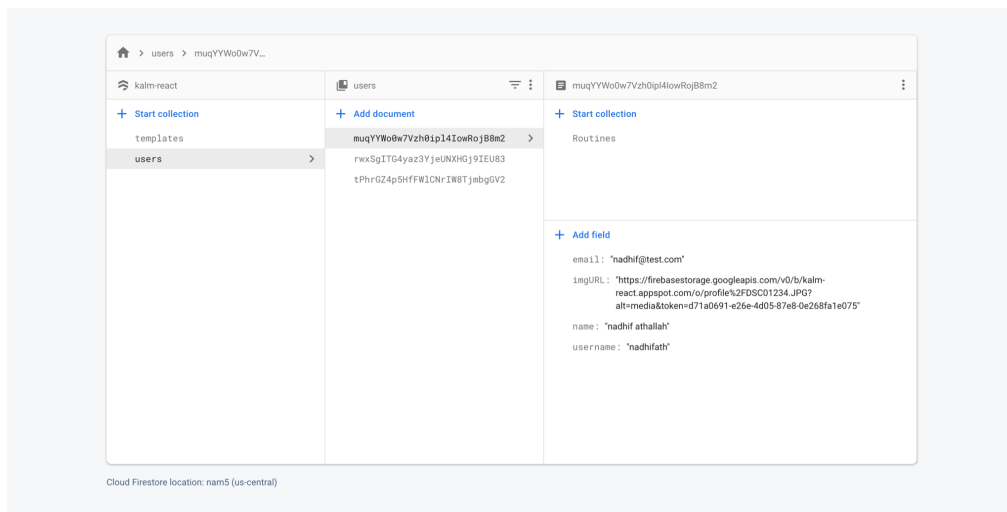 users > muqYYWo0w7V...
kalm-react
users
muqYYWo0w7Vzh0ipl4IowRojB8m2
+ Start collection
+ Add document
+ Start collection
templates
muqYYWo0w7Vzh0ipl4IowRojB8m2
Routines
users
rwxSgITG4yaz3YjeUNXHGj9IEU83
tPhrGZ4p5HfFWlCNrIW8TjmbgGV2
+ Add field
email: "nadhif@test.com"
imgURL: "https://firebasestorage.googleapis.com/v0/b/kalm-
react.appspot.com/o/profile%2FDSC01234.JPG?
alt=media&token=d71a0691-e26e-4d05-87e8-0e268fa1e075"
name: "nadhif athallah"
username: "nadhifath"
Cloud Firestore location: nam5 (us-central)